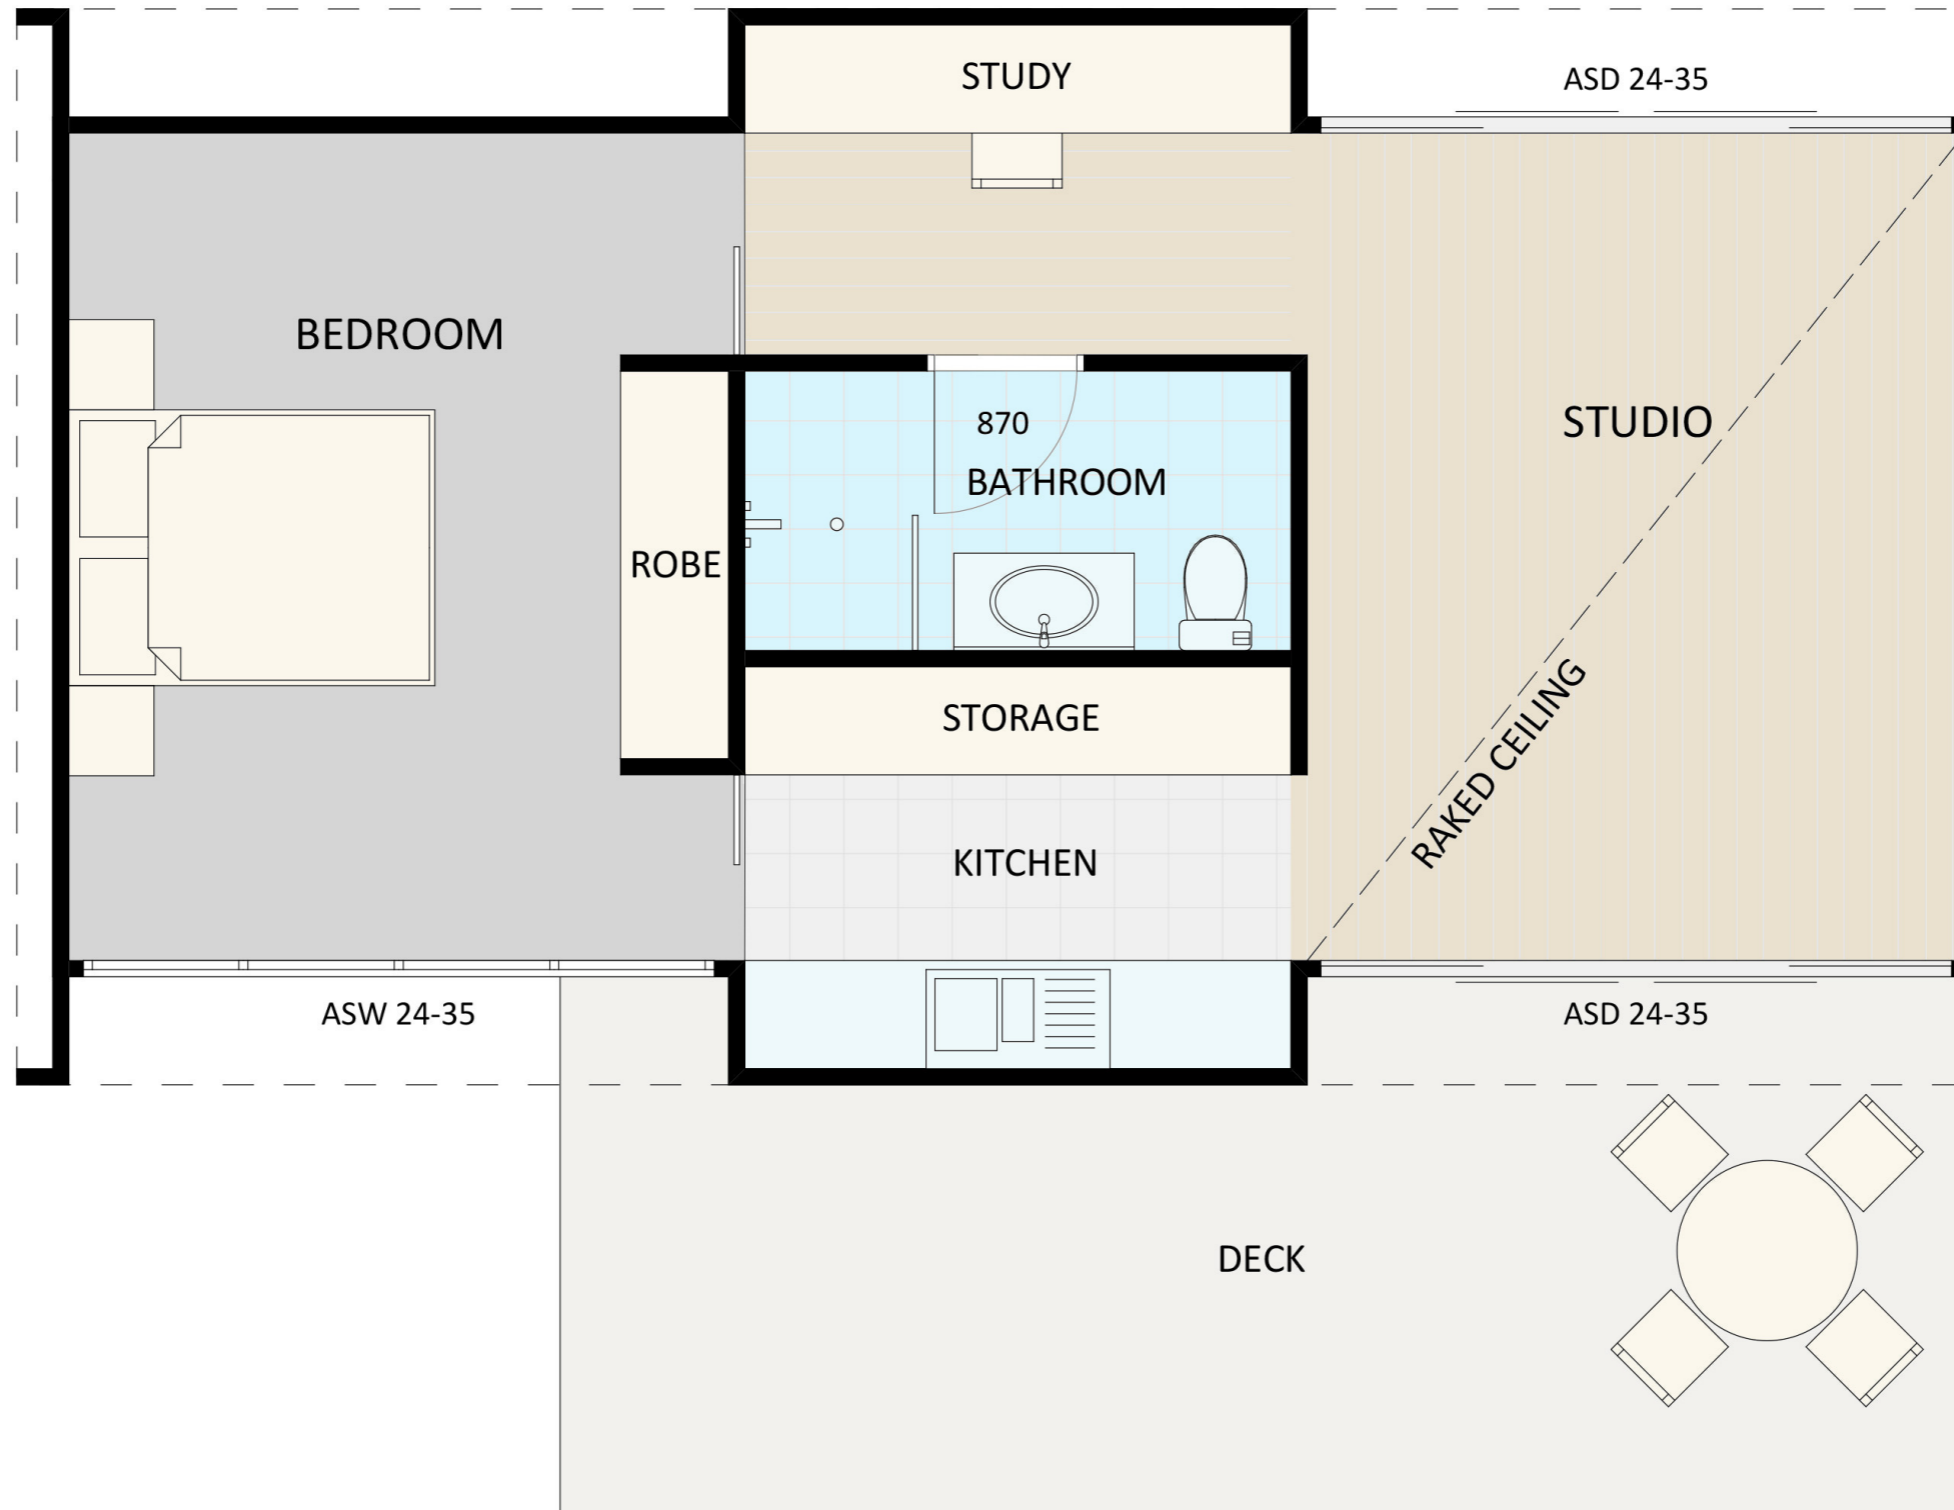 STUDY
ASD 24-35
BEDROOM
STUDIO
870
BATHROOM
ROBE
RAKED CEILING
STORAGE
KITCHEN
ASW 24-35
ASD 24-35
DECK